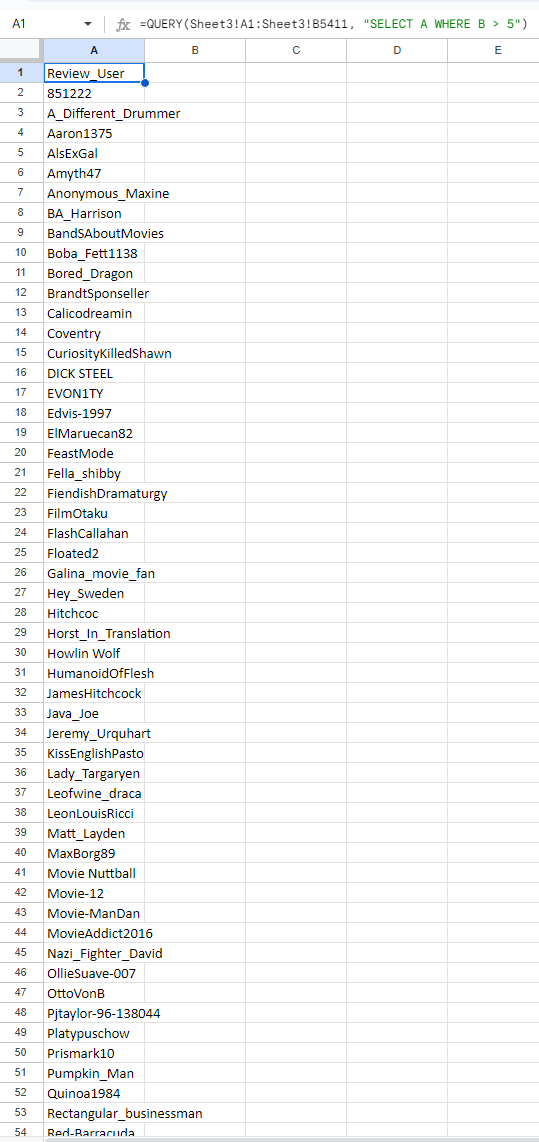 A1 fx =QUERY(Sheet3!A1:Sheet3!B5411, "SELECT A WHERE B > 5")
A B C D E
1 Review_User
2 851222
3 A_Different_Drummer
4 Aaron1375
5 AlsExGal
6 Amyth47
7 Anonymous_Maxine
8 BA_Harrison
9 BandSAboutMovies
10 Boba_Fett1138
11 Bored_Dragon
12 BrandtSponseller
13 Calicodreamin
14 Coventry
15 CuriosityKilledShawn
16 DICK STEEL
17 EVON1TY
18 Edvis-1997
19 ElMaruecan82
20 FeastMode
21 Fella_shibby
22 FiendishDramaturgy
23 FilmOtaku
24 FlashCallahan
25 Floated2
26 Galina_movie_fan
27 Hey_Sweden
28 Hitchcoc
29 Horst_In_Translation
30 Howlin Wolf
31 HumanoidOfFlesh
32 JamesHitchcock
33 Java_Joe
34 Jeremy_Urquhart
35 KissEnglishPasto
36 Lady_Targaryen
37 Leofwine_draca
38 LeonLouisRicci
39 Matt_Layden
40 MaxBorg89
41 Movie Nuttball
42 Movie-12
43 Movie-ManDan
44 MovieAddict2016
45 Nazi_Fighter_David
46 OllieSuave-007
47 OttoVonB
48 Pjtaylor-96-138044
49 Platypuschow
50 Prismark10
51 Pumpkin_Man
52 Quinoa1984
53 Rectangular_businessman
54 Red-Barracuda